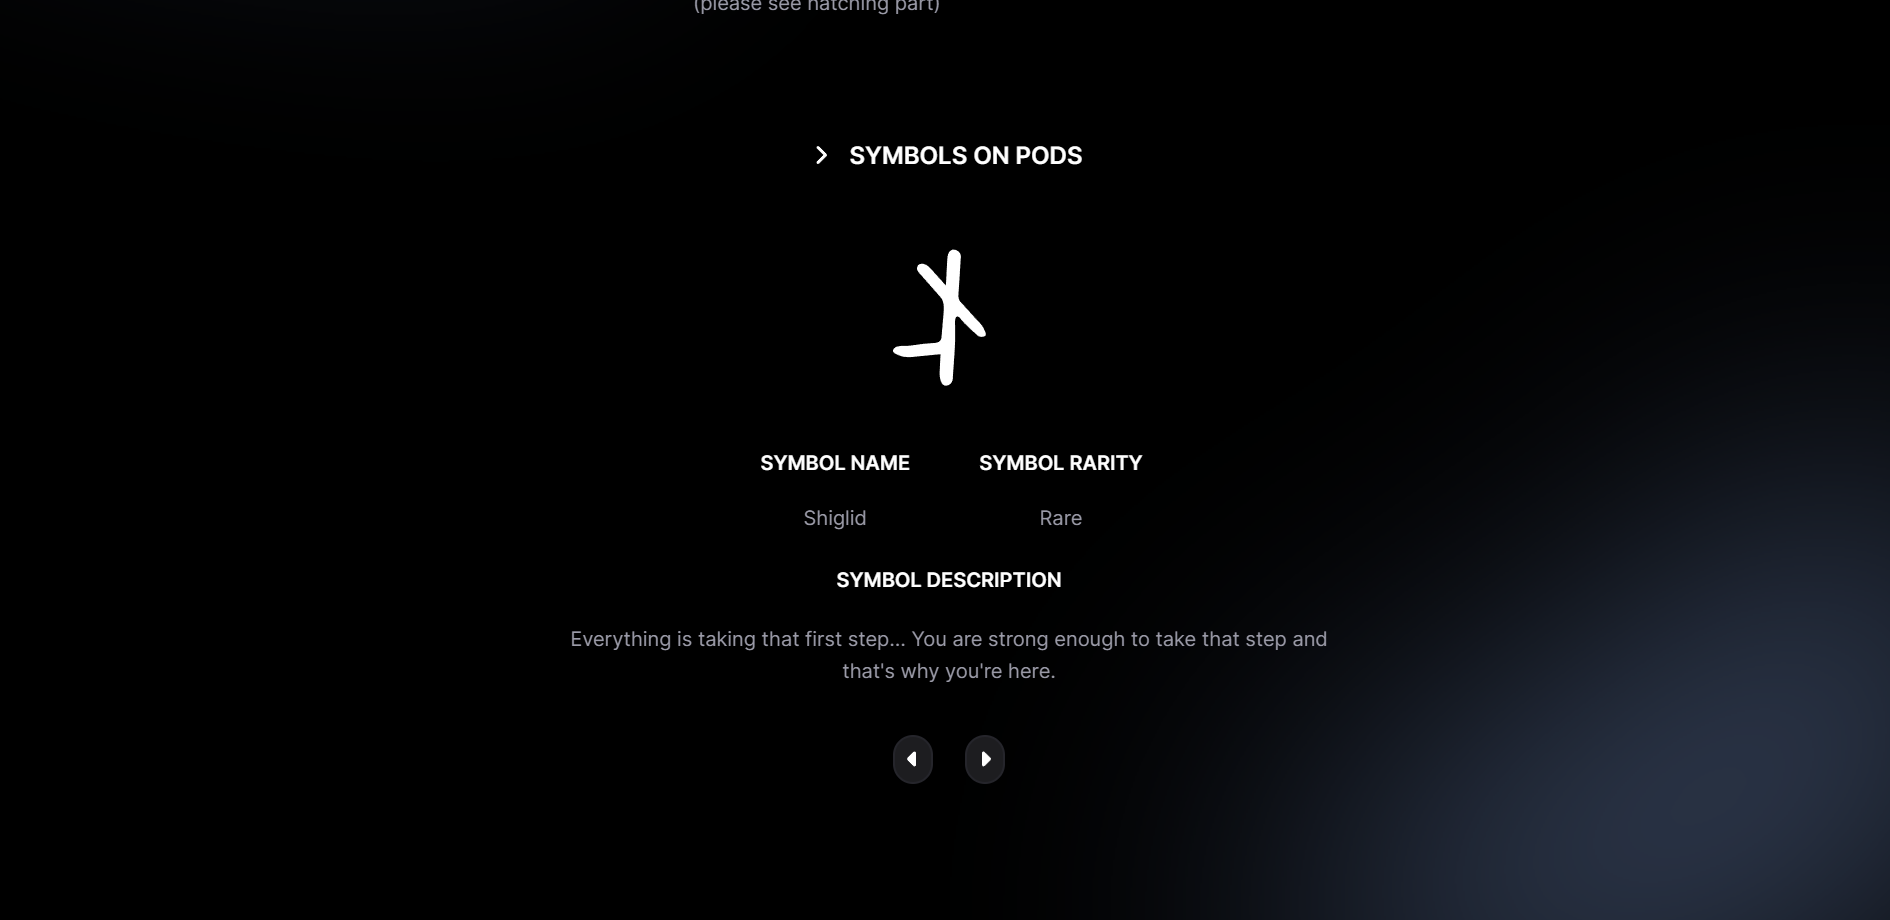 (please see hatching part)
SYMBOLS ON PODS
SYMBOL NAME SYMBOL RARITY
Shiglid Rare
SYMBOL DESCRIPTION
Everything is taking that first step... You are strong enough to take that step and
that's why you're here.